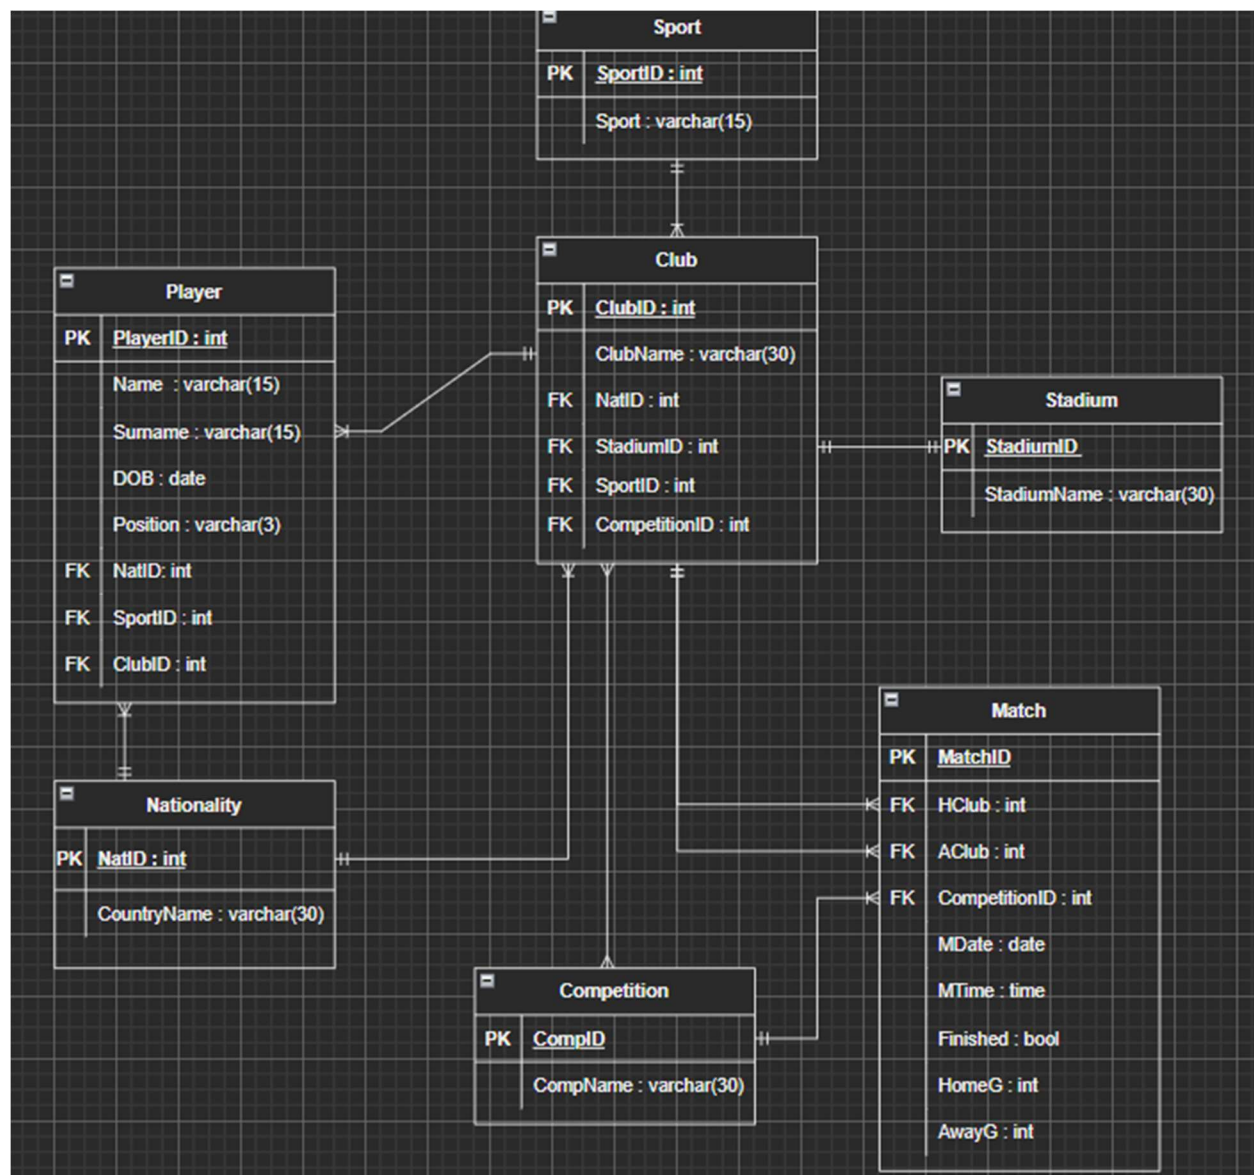 Sport
PK SportID : int
Sport : varchar(15)
Club
PK ClubID : int
ClubName : varchar(30)
FK NatID : int
FK StadiumID : int
FK SportID : int
FK CompetitionID : int
Player
PK PlayerID : int
Name : varchar(15)
Surname : varchar(15)
DOB : date
Position : varchar(3)
FK NatID: int
FK SportID : int
FK ClubID : int
Stadium
PK StadiumID
StadiumName : varchar(30)
Nationality
PK NatID : int
CountryName : varchar(30)
Match
PK MatchID
FK HClub : int
FK AClub : int
FK CompetitionID : int
MDate : date
MTime : time
Finished : bool
HomeG : int
AwayG : int
Competition
PK CompID
CompName : varchar(30)